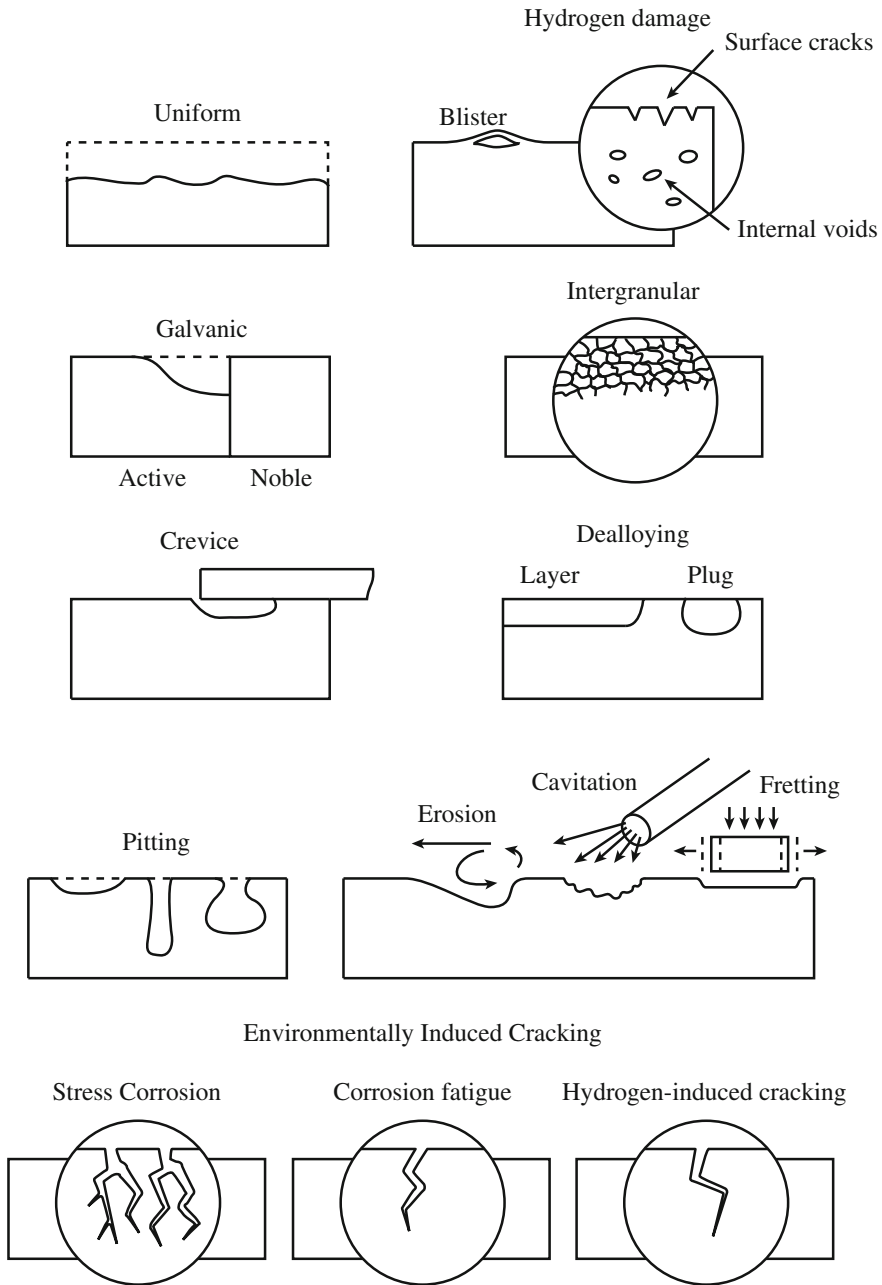 Hydrogen damage
Surface cracks
Uniform
Blister
Internal voids
Intergranular
Galvanic
Active
Noble
Crevice
Dealloying
Layer
Plug
Cavitation
Fretting
Erosion
Pitting
Environmentally Induced Cracking
Stress Corrosion
Corrosion fatigue
Hydrogen-induced cracking